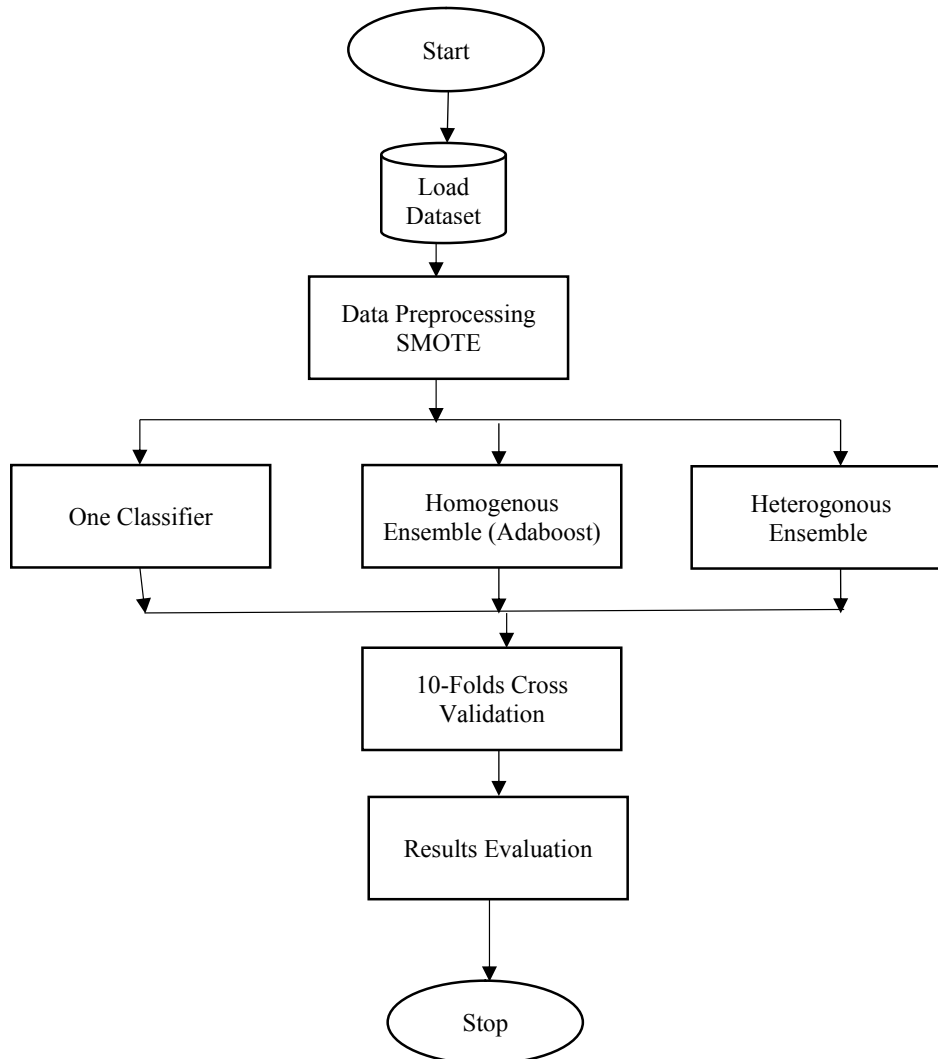 Start
Load
Dataset
Data Preprocessing
SMOTE
One Classifier
Homogenous
Ensemble (Adaboost)
Heterogonous
Ensemble
10-Folds Cross
Validation
Results Evaluation
Stop